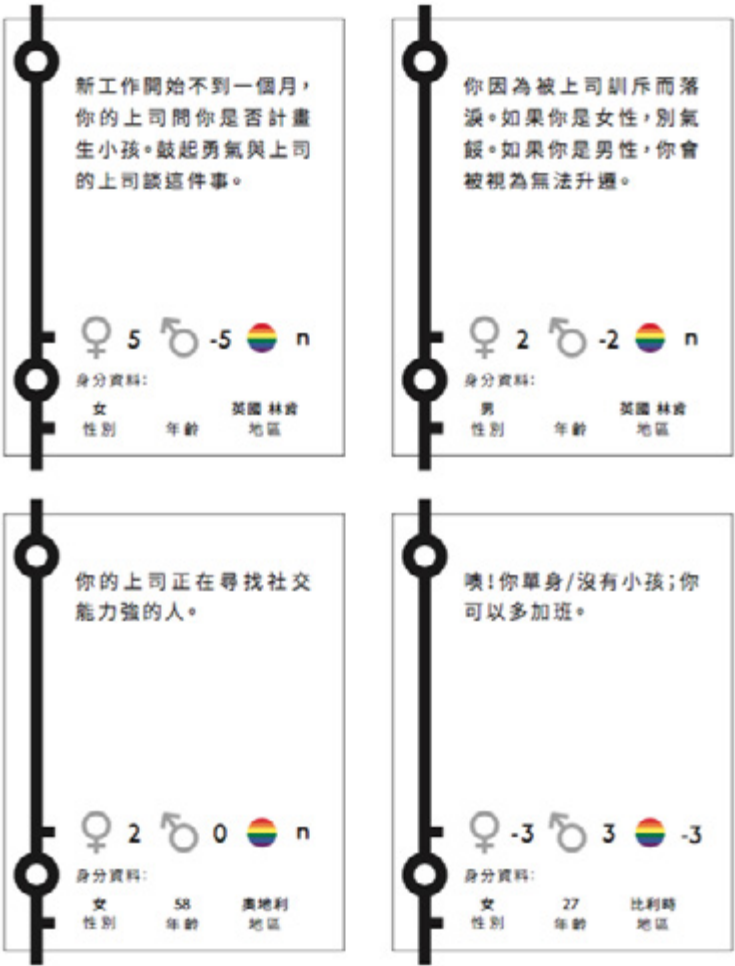 新工作開始不到一個月，
你的上司問你是否計畫
生小孩。鼓起勇氣與上司
的上司談這件事。
5 -5 n
身分資料：
女 英國 林肯
性別 年齡 地區
你因為被上司訓斥而落
淚。如果你是女性，別氣
餒。如果你是男性，你會
被視為無法升遷。
2 -2 n
身分資料：
男 英國 林肯
性別 年齡 地區
你的上司正在尋找社交
能力強的人。
2 0 n
身分資料：
女 58 奧地利
性別 年齡 地區
噢！你單身/沒有小孩；你
可以多加班。
-3 3 -3
身分資料：
女 27 比利時
性別 年齡 地區